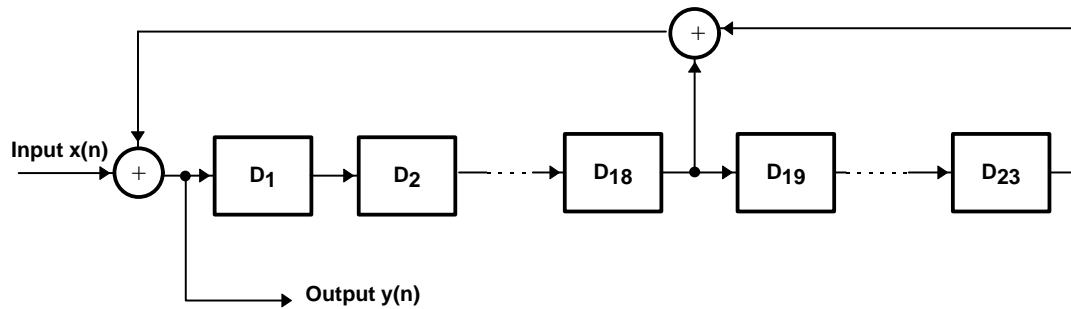 +
Input x(n)
+
D1
D2
D18
D19
D23
Output y(n)